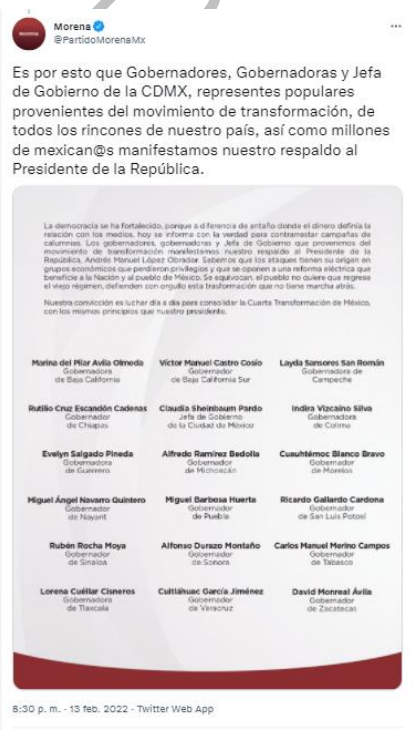 Morena
@PartidoMorenaMx
Es por esto que Gobernadores, Gobernadoras y Jefa
de Gobierno de la CDMX, representes populares
provenientes del movimiento de transformación, de
todos los rincones de nuestro país, así como millones
de mexican@s manifestamos nuestro respaldo al
Presidente de la República.
La democracia se ha fortalecido, porque a diferencia de antaño donde el dinero definía la
relación con los medios, hoy se informa con la verdad para contrarrestar campañas de
calumnias. Los gobernadores, gobernadoras y Jefa de Gobierno que provenimos del
movimiento de transformación manifestamos nuestro respaldo al Presidente de la
República, Andrés Manuel López Obrador. Sabemos que los ataques tienen su origen en
grupos económicos que perdieron privilegios y que se oponen a una reforma eléctrica que
beneficie a la Nación y al pueblo de México. Se equivocan, el pueblo no quiere que regrese
el viejo régimen, defienden con orgullo esta trasformación que no tiene marcha atrás.
Nuestra convicción es luchar día a día para consolidar la Cuarta Transformación de México,
con los mismos principios que nuestro presidente.
Marina del Pilar Avila Olmeda
Gobernadora
de Baja California
Víctor Manuel Castro Cosío
Gobernador
de Baja California Sur
Layda Sansores San Román
Gobernadora de
Campeche
Rutilio Cruz Escandón Cadenas
Gobernador
de Chiapas
Claudia Sheinbaum Pardo
Jefa de Gobierno
de la Ciudad de México
Indira Vizcaíno Silva
Gobernadora
de Colima
Evelyn Salgado Pineda
Gobernadora
de Guerrero
Alfredo Ramírez Bedolla
Gobernador
de Michoacán
Cuauhtémoc Blanco Bravo
Gobernador
de Morelos
Miguel Ángel Navarro Quintero
Gobernador
de Nayarit
Miguel Barbosa Huerta
Gobernador
de Puebla
Ricardo Gallardo Cardona
Gobernador
de San Luis Potosí
Rubén Rocha Moya
Gobernador
de Sinaloa
Alfonso Durazo Montaño
Gobernador
de Sonora
Carlos Manuel Merino Campos
Gobernador
de Tabasco
Lorena Cuéllar Cisneros
Gobernadora
de Tlaxcala
Cuitláhuac García Jiménez
Gobernador
de Veracruz
David Monreal Ávila
Gobernador
de Zacatecas
8:30 p. m. · 13 feb. 2022 · Twitter Web App